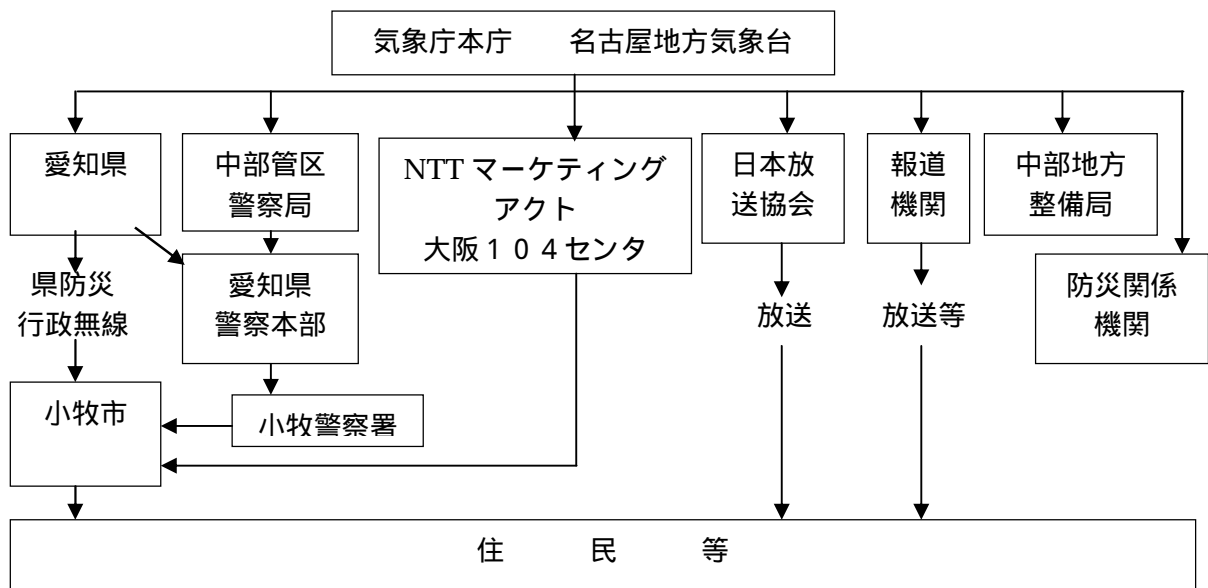 気象庁本庁　　名古屋地方気象台
愛知県
中部管区
警察局
NTT マーケティング
アクト
大阪１０４センタ
日本放
送協会
報道
機関
中部地方
整備局
県防災
行政無線
愛知県
警察本部
放送
放送等
防災関係
機関
小牧市
小牧警察署
住　　　民　　　等